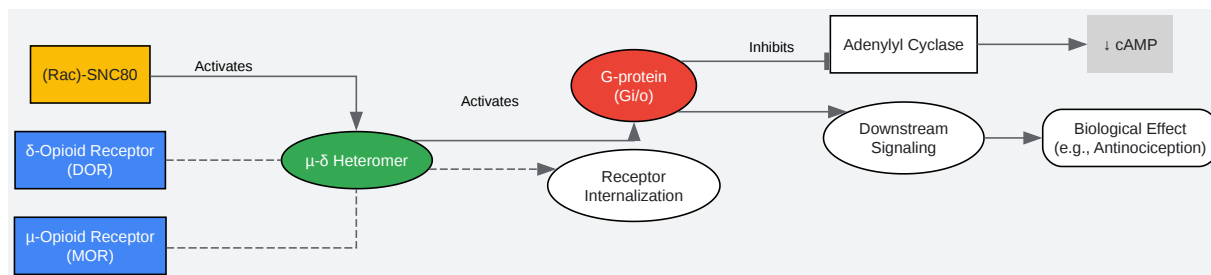 (Rac)-SNC80
Activates
δ-Opioid Receptor
(DOR)
μ-Opioid Receptor
(MOR)
μ-δ Heteromer
Activates
G-protein
(Gi/o)
Receptor
Internalization
Inhibits
Adenylyl Cyclase
↓ cAMP
Downstream
Signaling
Biological Effect
(e.g., Antinociception)